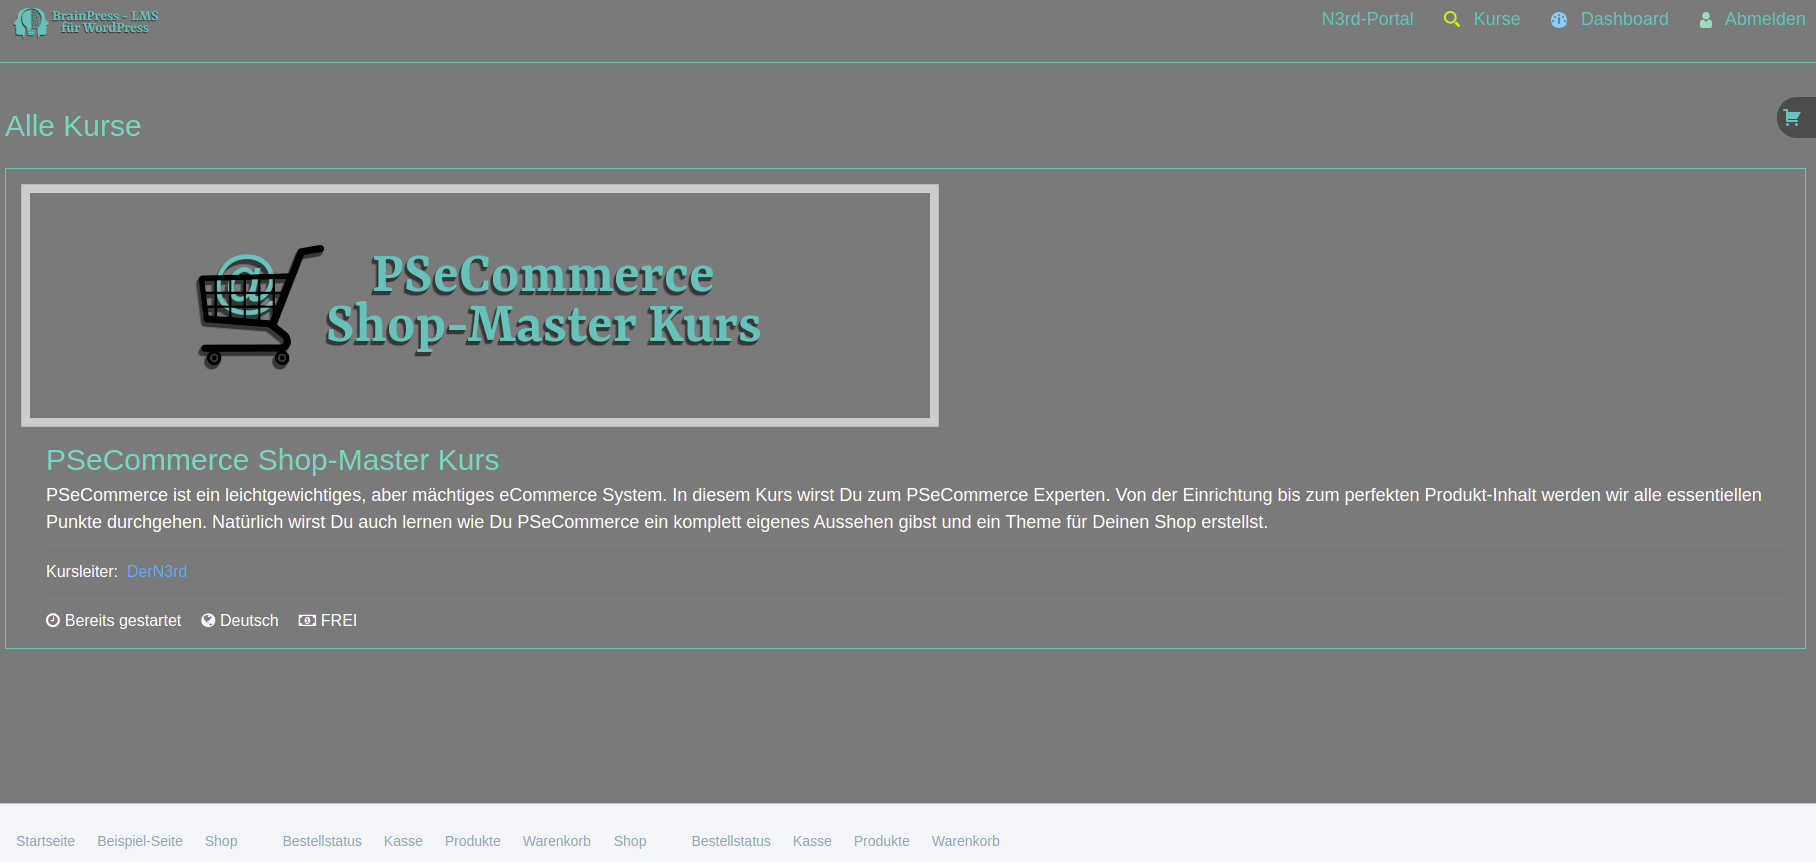 BrainPress - LMS
für WordPress
N3rd-Portal Kurse Dashboard Abmelden
Alle Kurse
@
PSeCommerce
Shop-Master Kurs
PSeCommerce Shop-Master Kurs
PSeCommerce ist ein leichtgewichtiges, aber mächtiges eCommerce System. In diesem Kurs wirst Du zum PSeCommerce Experten. Von der Einrichtung bis zum perfekten Produkt-Inhalt werden wir alle essentiellen
Punkte durchgehen. Natürlich wirst Du auch lernen wie Du PSeCommerce ein komplett eigenes Aussehen gibst und ein Theme für Deinen Shop erstellst.
Kursleiter: DerN3rd
Bereits gestartet Deutsch FREI
Startseite Beispiel-Seite Shop Bestellstatus Kasse Produkte Warenkorb Shop Bestellstatus Kasse Produkte Warenkorb